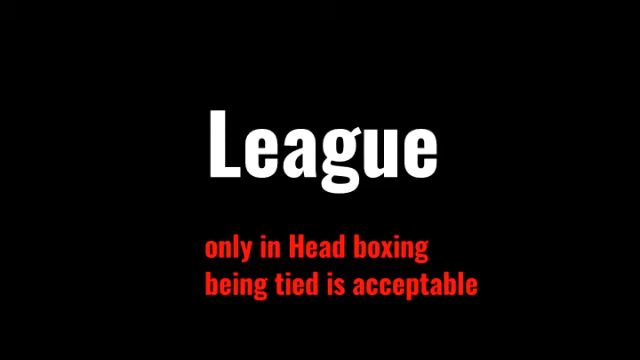 League
only in Head boxing
being tied is acceptable